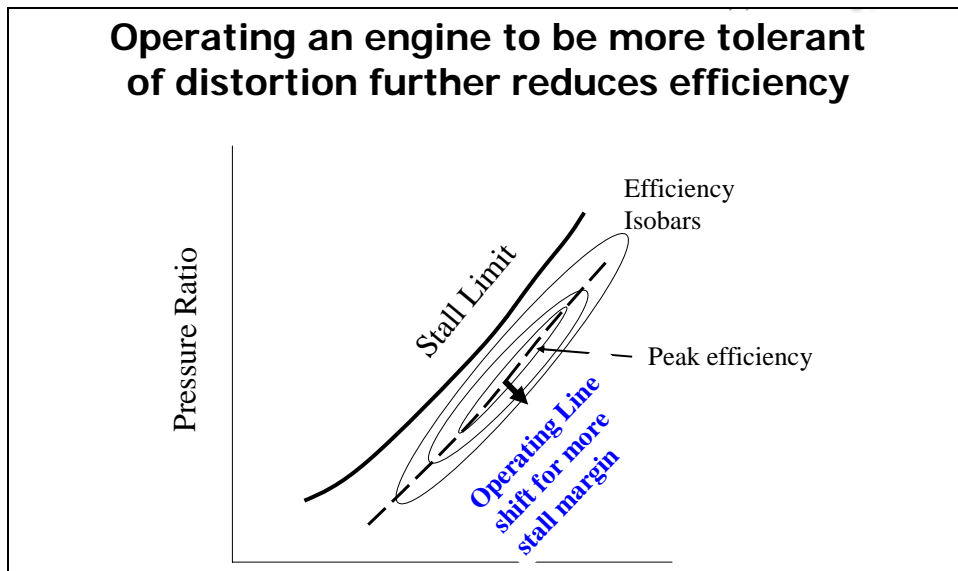 Operating an engine to be more tolerant
of distortion further reduces efficiency
Efficiency
Isobars
Stall Limit
Pressure Ratio
Peak efficiency
Operating Line
shift for more
stall margin